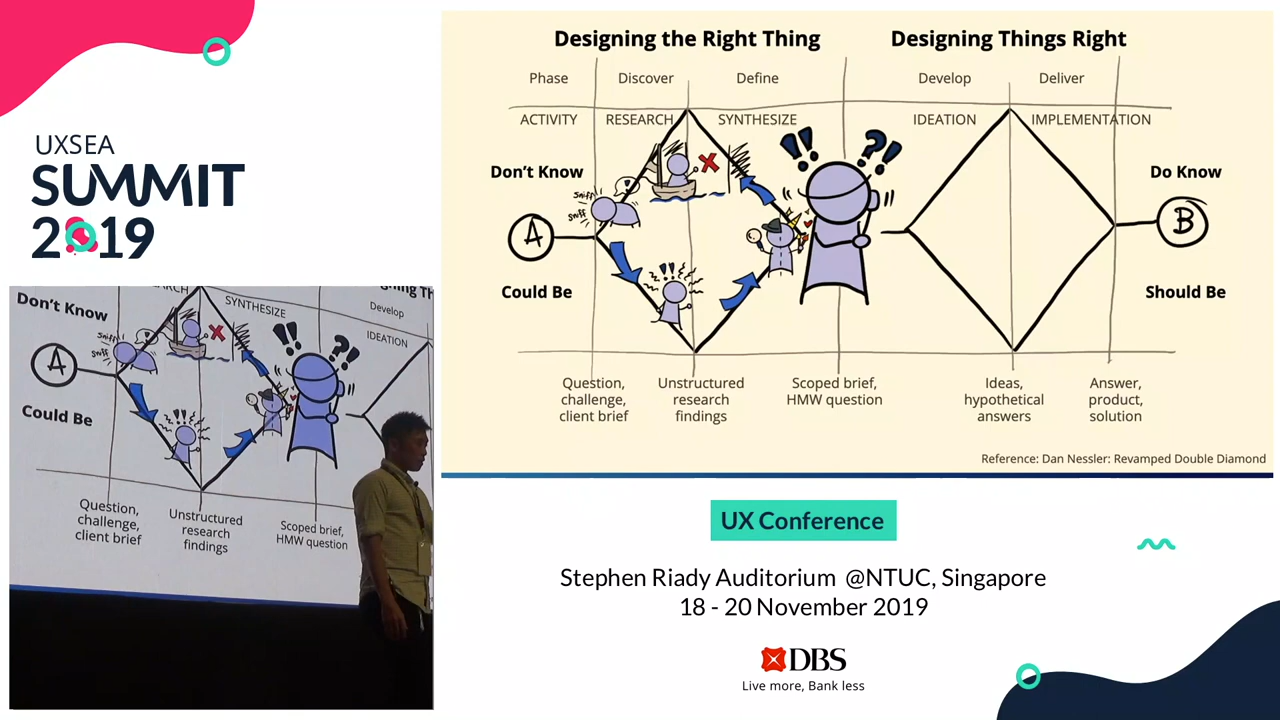 UXSEA
SUMMIT
2019
Designing the Right Thing
Designing Things Right
Phase
Discover
Define
Develop
Deliver
ACTIVITY
RESEARCH
SYNTHESIZE
IDEATION
IMPLEMENTATION
Don't Know
Do Know
sniff
sniff
!!
?!
A
B
!!
Could Be
Should Be
Question,
challenge,
client brief
Unstructured
research
findings
Scoped brief,
HMW question
Ideas,
hypothetical
answers
Answer,
product,
solution
Reference: Dan Nessler: Revamped Double Diamond
Don't Know
SYNTHESIZE
Develop
IDEATION
sniff
sniff
!!
?!
A
!!
Could Be
Question,
challenge,
client brief
Unstructured
research
findings
Scoped brief,
HMW question
UX Conference
Stephen Riady Auditorium @NTUC, Singapore
18 - 20 November 2019
DBS
Live more, Bank less